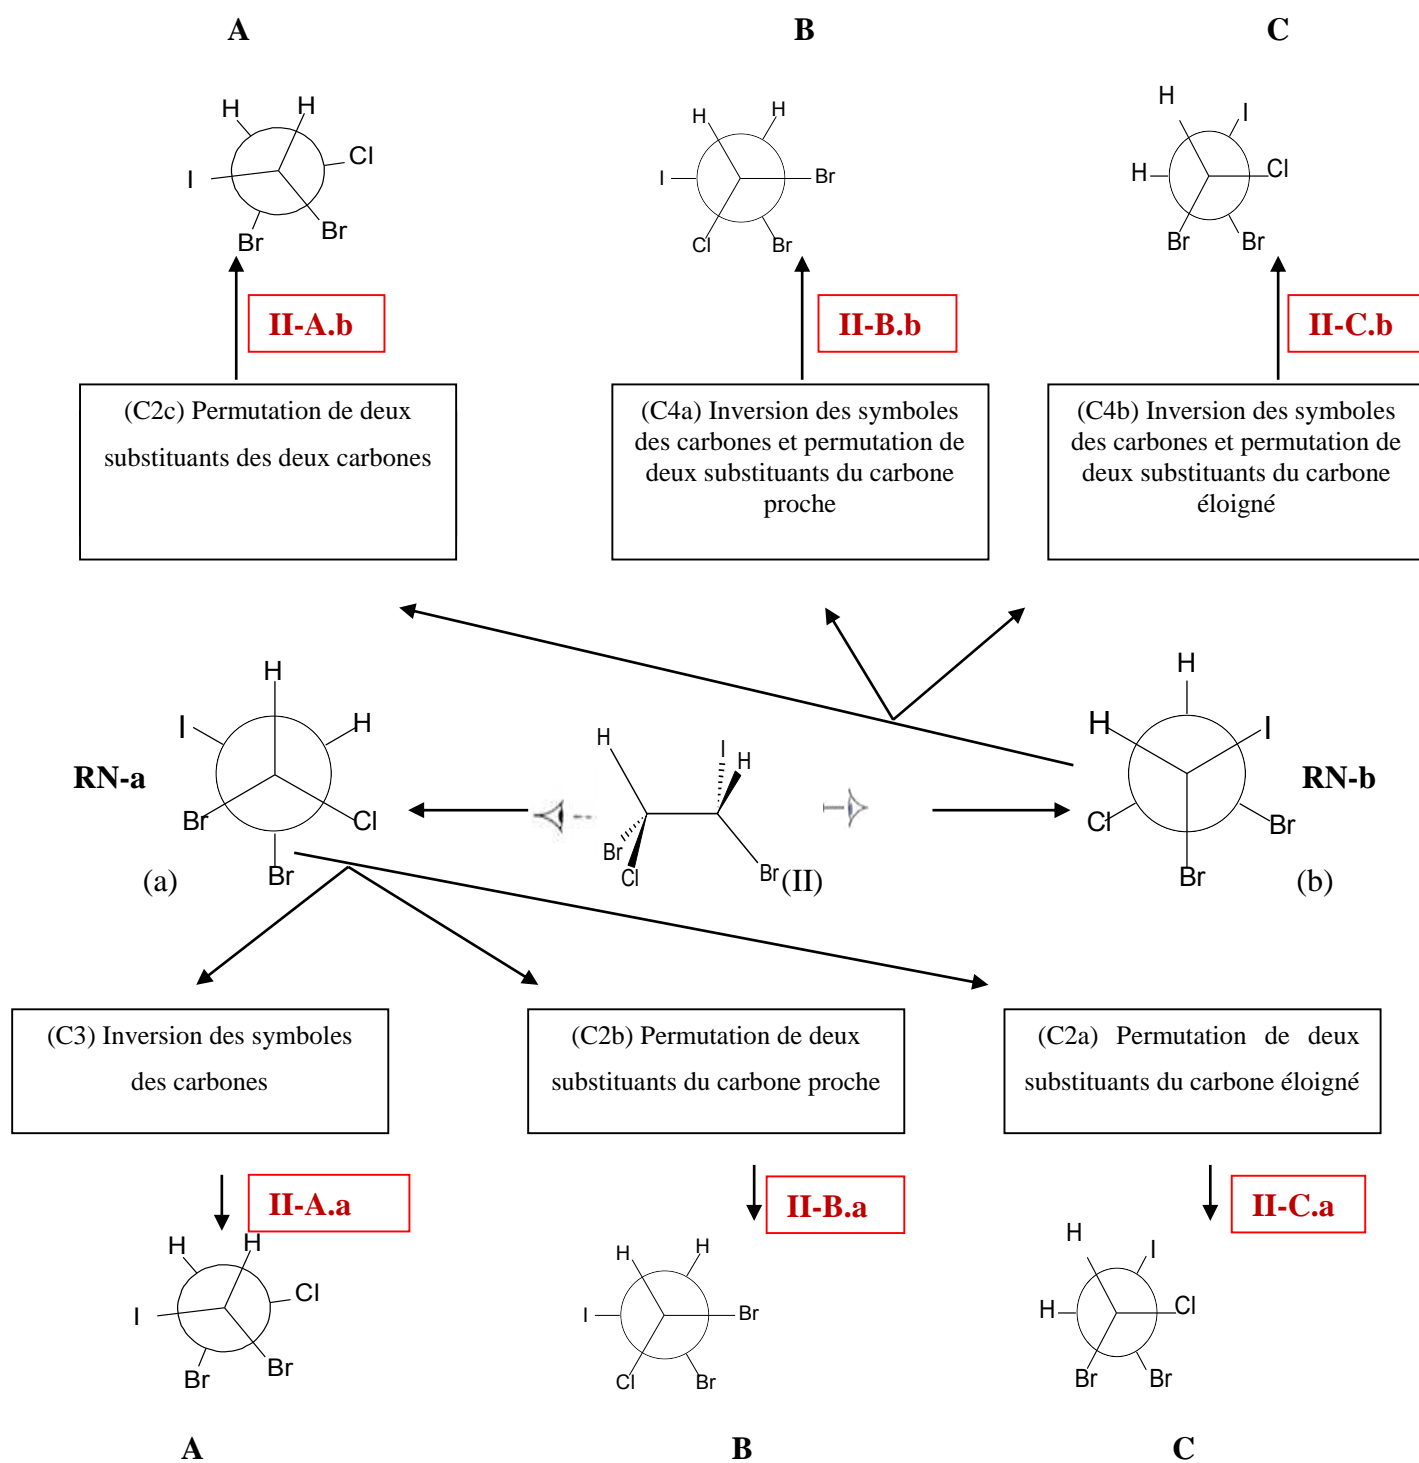 A B C
H H Cl I Br Br
H H I Br Cl Br
H I H Cl Br Br
II-A.b II-B.b II-C.b
(C2c) Permutation de deux
substituants des deux carbones
(C4a) Inversion des symboles
des carbones et permutation de
deux substituants du carbone
proche
(C4b) Inversion des symboles
des carbones et permutation de
deux substituants du carbone
éloigné
RN-a
H I H Br Cl Br
(a)
H I H Br Cl Br
(II)
H H I Cl Br Br
RN-b
(b)
(C3) Inversion des symboles
des carbones
(C2b) Permutation de deux
substituants du carbone proche
(C2a) Permutation de deux
substituants du carbone éloigné
II-A.a II-B.a II-C.a
H H Cl I Br Br
H H I Br Cl Br
H I H Cl Br Br
A B C